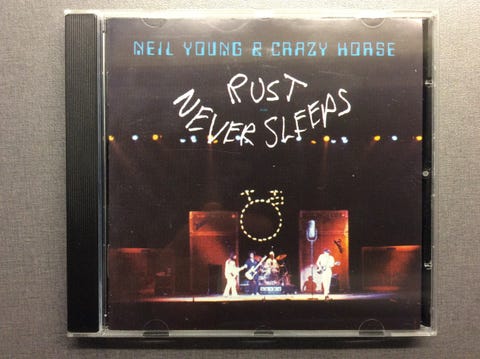 NEIL YOUNG & CRAZY HORSE
RUST
NEVER SLEEPS